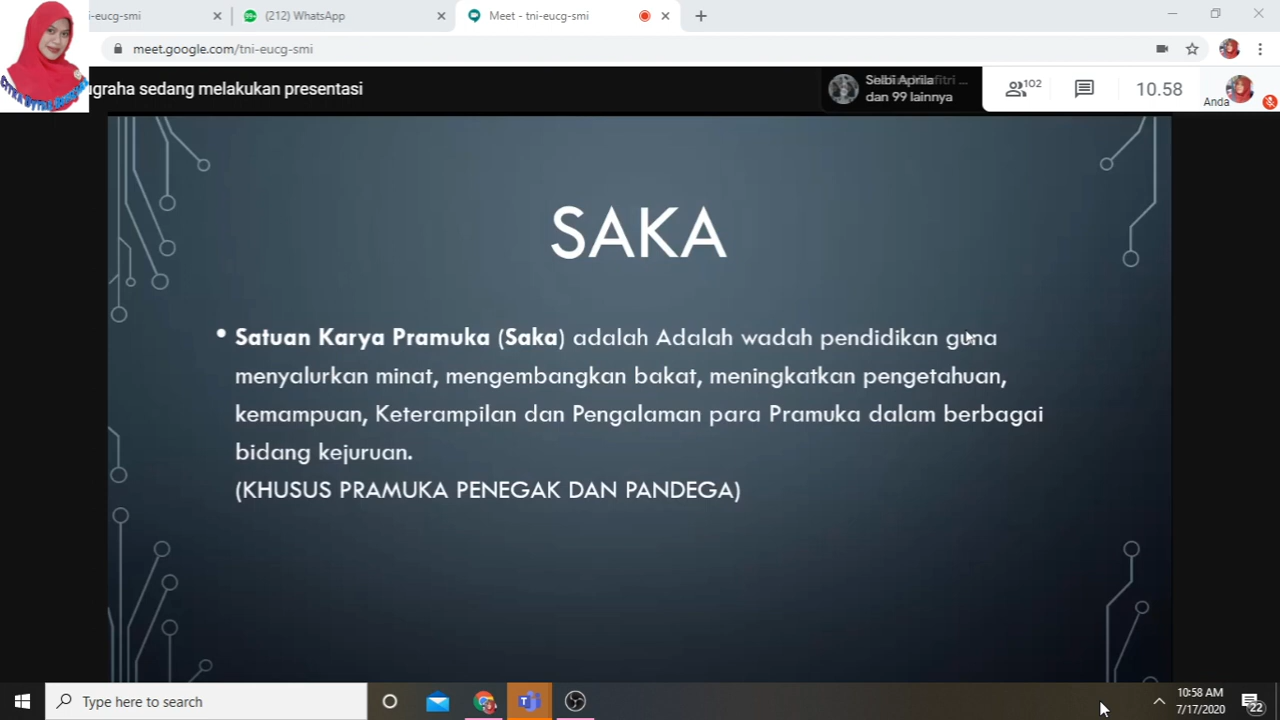 i-eucg-smi
(212) WhatsApp
Meet - tni-eucg-smi
meet.google.com/tni-eucg-smi
ugraha sedang melakukan presentasi
Selbi Aprila
dan 99 lainnya
102
10.58
Anda
SAKA
• Satuan Karya Pramuka (Saka) adalah Adalah wadah pendidikan guna
menyalurkan minat, mengembangkan bakat, meningkatkan pengetahuan,
kemampuan, Keterampilan dan Pengalaman para Pramuka dalam berbagai
bidang kejuruan.
(KHUSUS PRAMUKA PENEGAK DAN PANDEGA)
Type here to search
10:58 AM
7/17/2020
22